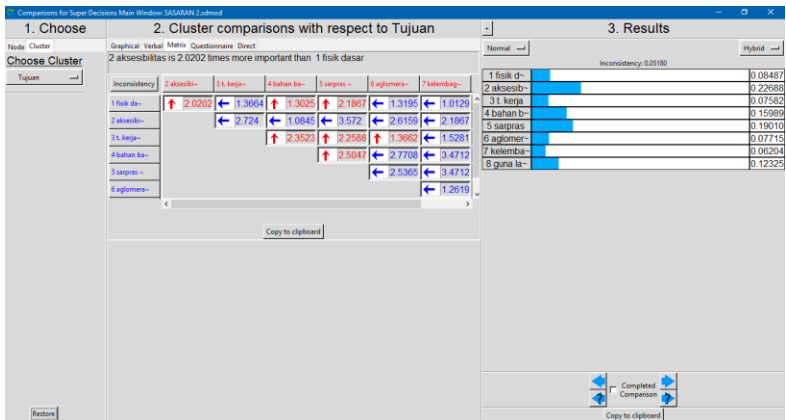 Comparisons for Super Decisions Main Window: SASARAN 2.sdmod
1. Choose
Node Cluster
Choose Cluster
Tujuan
Restore
2. Cluster comparisons with respect to Tujuan
Graphical Verbal Matrix Questionnaire Direct
2 aksesibilitas is 2.0202 times more important than 1 fisik dasar
Inconsistency 2 aksesibi~ 3 t. kerja~ 4 bahan ba~ 5 sarpras ~ 6 aglomera~ 7 kelembag~
1 fisik da~ 2.0202 1.3664 1.3025 2.1867 1.3195 1.0129
2 aksesibi~ 2.724 1.0845 3.572 2.6159 2.1867
3 t. kerja~ 2.3523 2.2588 1.3662 1.5281
4 bahan ba~ 2.5047 2.7708 3.4712
5 sarpras ~ 2.5365 3.4712
6 aglomera~ 1.2619
Copy to clipboard
- 3. Results
Normal Hybrid
Inconsistency: 0.05180
1 fisik d~ 0.08487
2 aksesib~ 0.22688
3 t. kerja 0.07582
4 bahan b~ 0.15989
5 sarpras 0.19010
6 aglomer~ 0.07715
7 kelemba~ 0.06204
8 guna la~ 0.12325
Completed
Comparison
? ?
Copy to clipboard